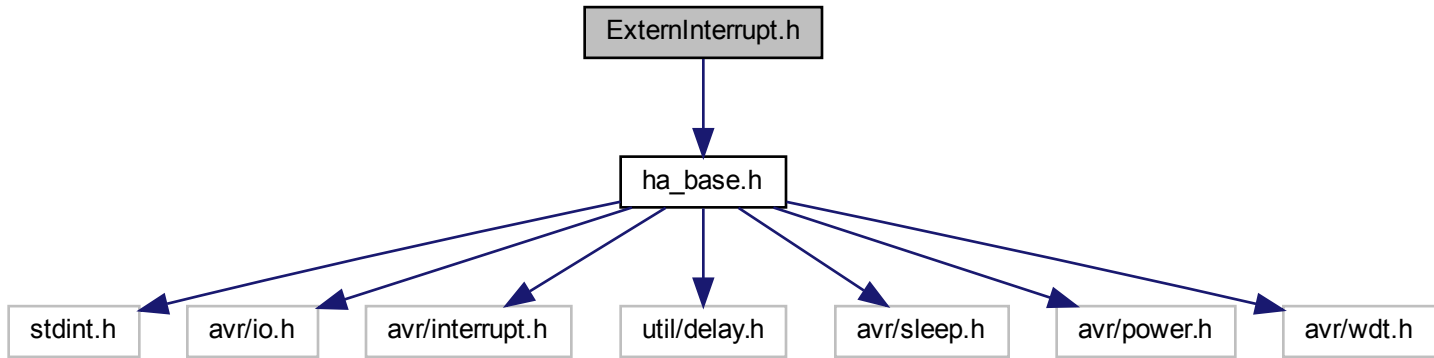 ExternInterrupt.h
ha_base.h
stdint.h
avr/io.h
avr/interrupt.h
util/delay.h
avr/sleep.h
avr/power.h
avr/wdt.h